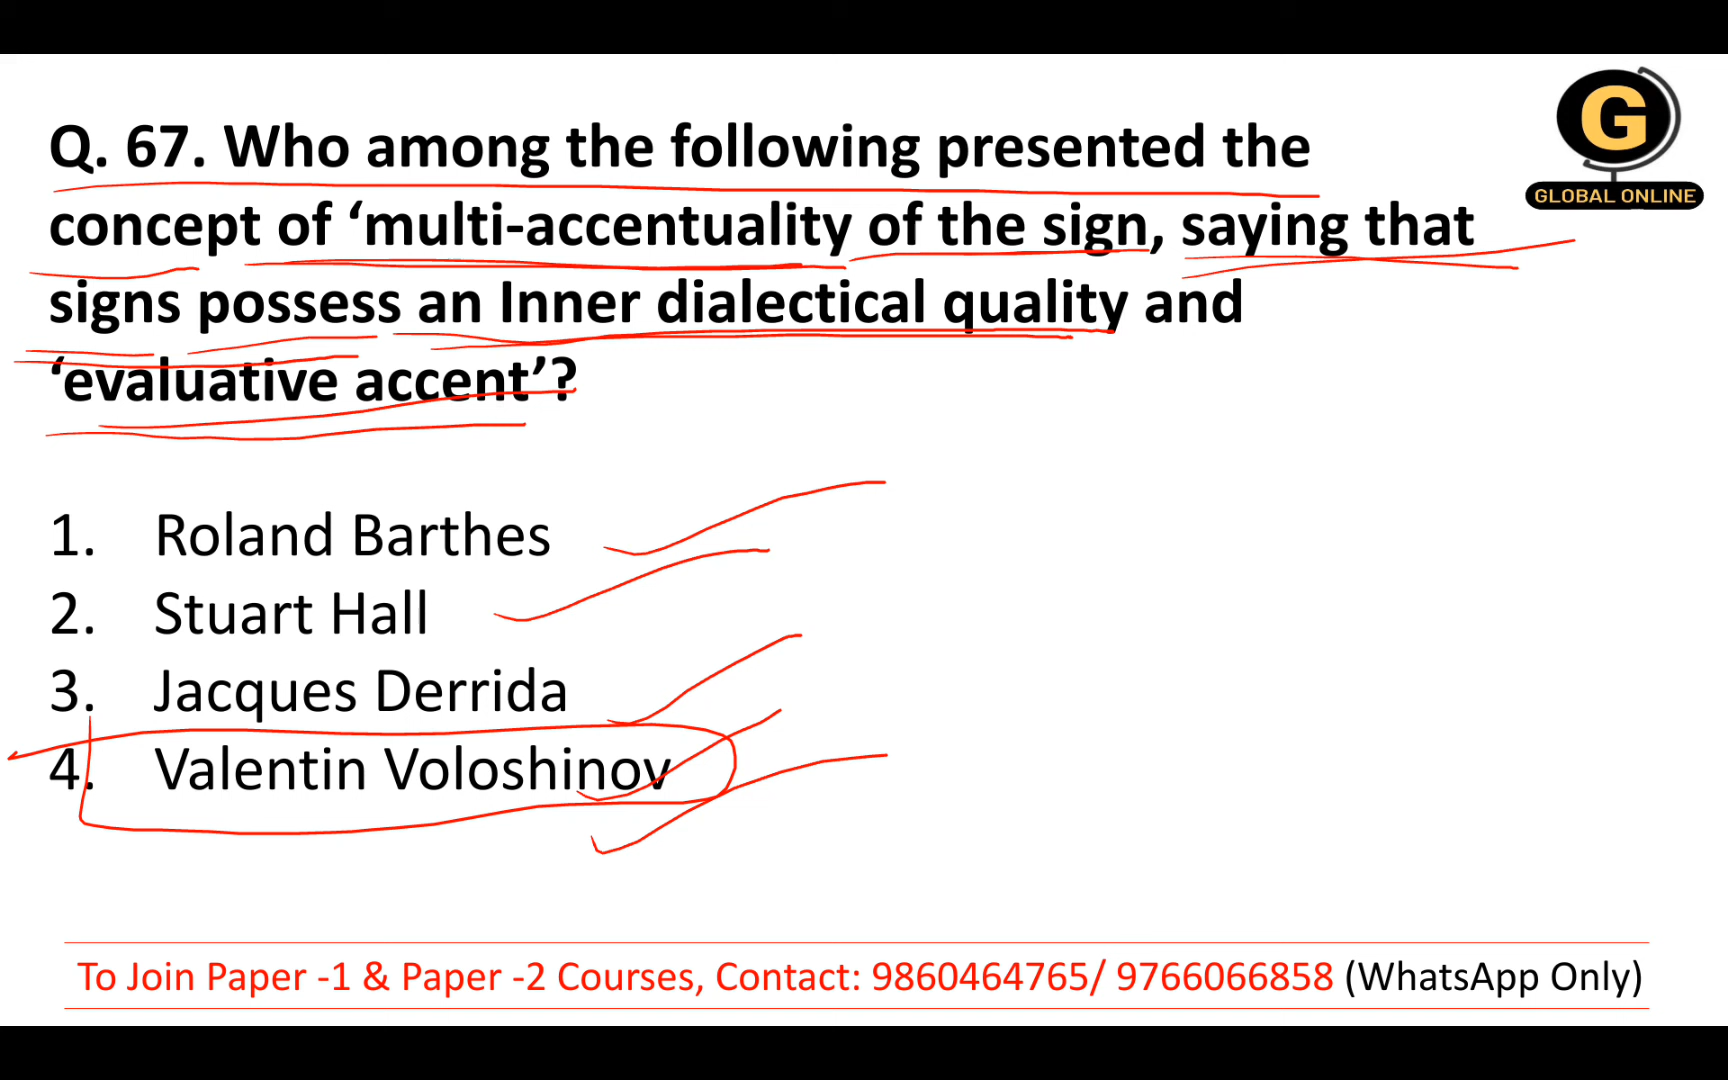 Q. 67. Who among the following presented the
concept of ‘multi-accentuality of the sign, saying that
signs possess an Inner dialectical quality and
‘evaluative accent’?
G
GLOBAL ONLINE
1. Roland Barthes
2. Stuart Hall
3. Jacques Derrida
4. Valentin Voloshinov
To Join Paper -1 & Paper -2 Courses, Contact: 9860464765/ 9766066858 (WhatsApp Only)